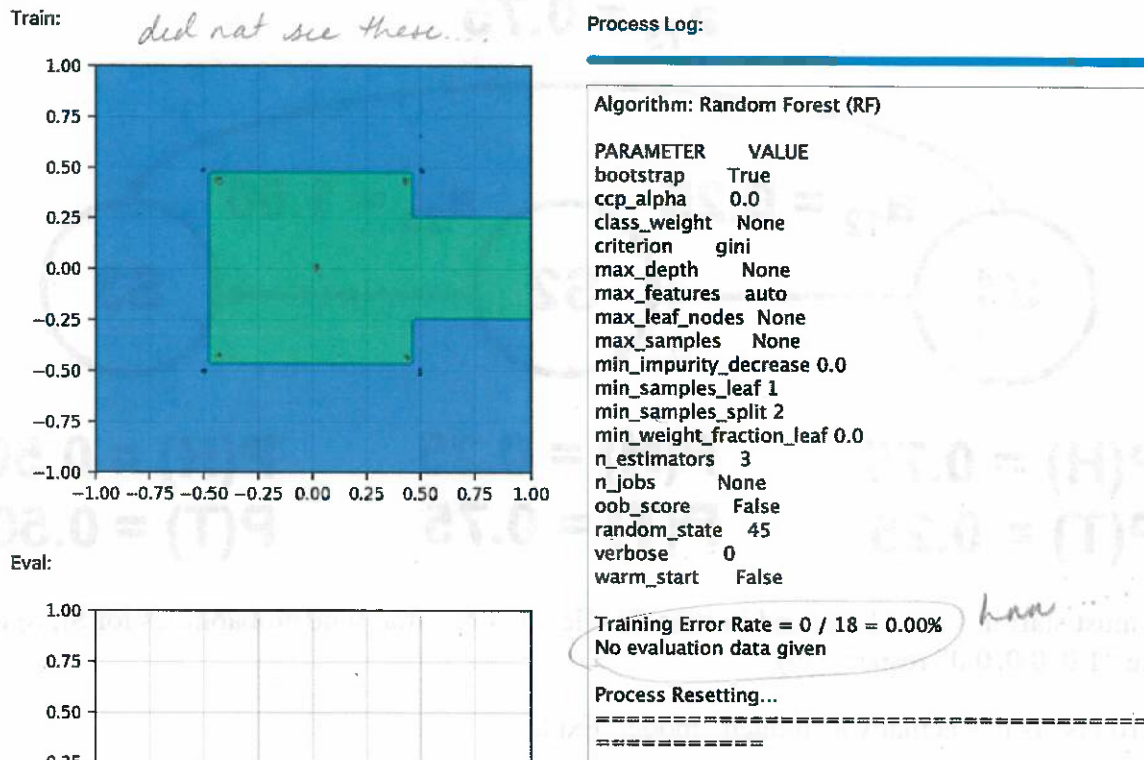 Train:
did not see these....
1.00
0.75
0.50
0.25
0.00
−0.25
−0.50
−0.75
−1.00
−1.00 −0.75 −0.50 −0.25 0.00 0.25 0.50 0.75 1.00
Eval:
1.00
0.75
0.50
Process Log:
Algorithm: Random Forest (RF)
PARAMETER VALUE
bootstrap True
ccp_alpha 0.0
class_weight None
criterion gini
max_depth None
max_features auto
max_leaf_nodes None
max_samples None
min_impurity_decrease 0.0
min_samples_leaf 1
min_samples_split 2
min_weight_fraction_leaf 0.0
n_estimators 3
n_jobs None
oob_score False
random_state 45
verbose 0
warm_start False
Training Error Rate = 0 / 18 = 0.00%
No evaluation data given
Process Resetting...